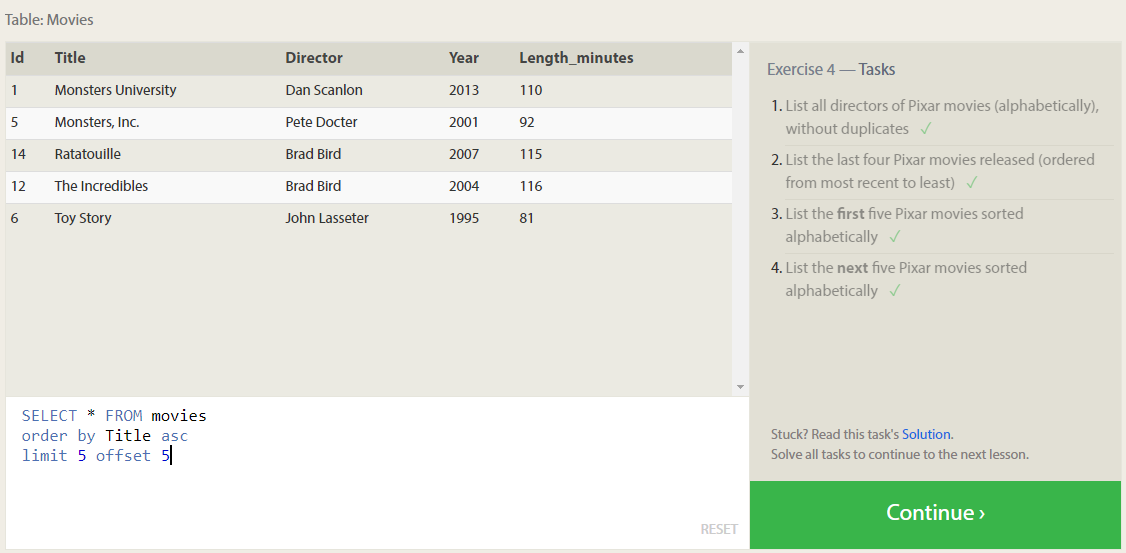 Table: Movies
Id Title Director Year Length_minutes
1 Monsters University Dan Scanlon 2013 110
5 Monsters, Inc. Pete Docter 2001 92
14 Ratatouille Brad Bird 2007 115
12 The Incredibles Brad Bird 2004 116
6 Toy Story John Lasseter 1995 81
SELECT * FROM movies
order by Title asc
limit 5 offset 5
RESET
Exercise 4 — Tasks
1. List all directors of Pixar movies (alphabetically),
without duplicates ✓
2. List the last four Pixar movies released (ordered
from most recent to least) ✓
3. List the first five Pixar movies sorted
alphabetically ✓
4. List the next five Pixar movies sorted
alphabetically ✓
Stuck? Read this task's Solution.
Solve all tasks to continue to the next lesson.
Continue ›